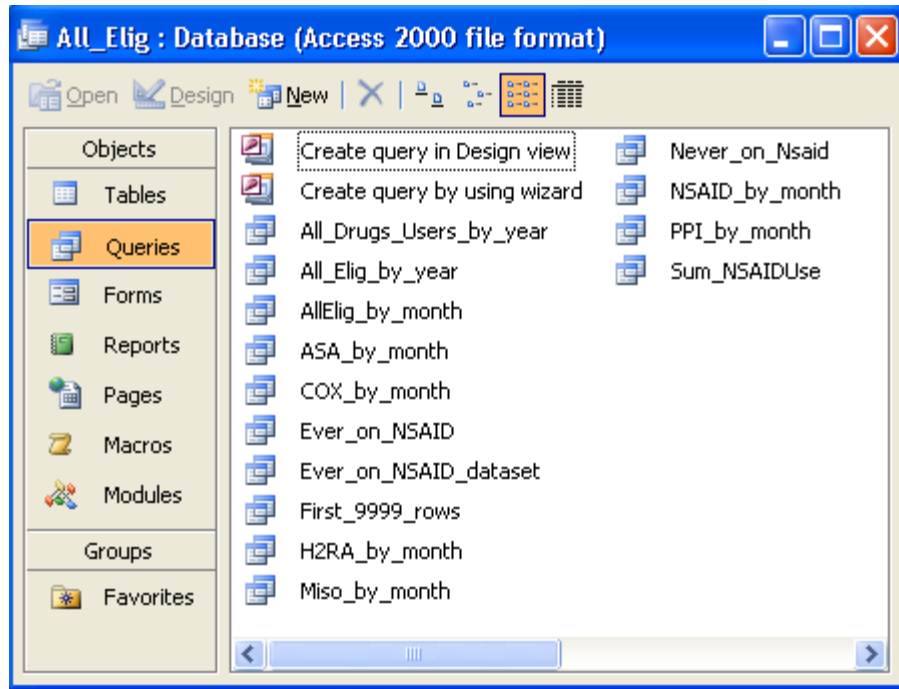 All_Elig : Database (Access 2000 file format)
Open Design New
Objects
Tables
Queries
Forms
Reports
Pages
Macros
Modules
Groups
Favorites
Create query in Design view
Create query by using wizard
All_Drugs_Users_by_year
All_Elig_by_year
AllElig_by_month
ASA_by_month
COX_by_month
Ever_on_NSAID
Ever_on_NSAID_dataset
First_9999_rows
H2RA_by_month
Miso_by_month
Never_on_Nsaid
NSAID_by_month
PPI_by_month
Sum_NSAIDUse